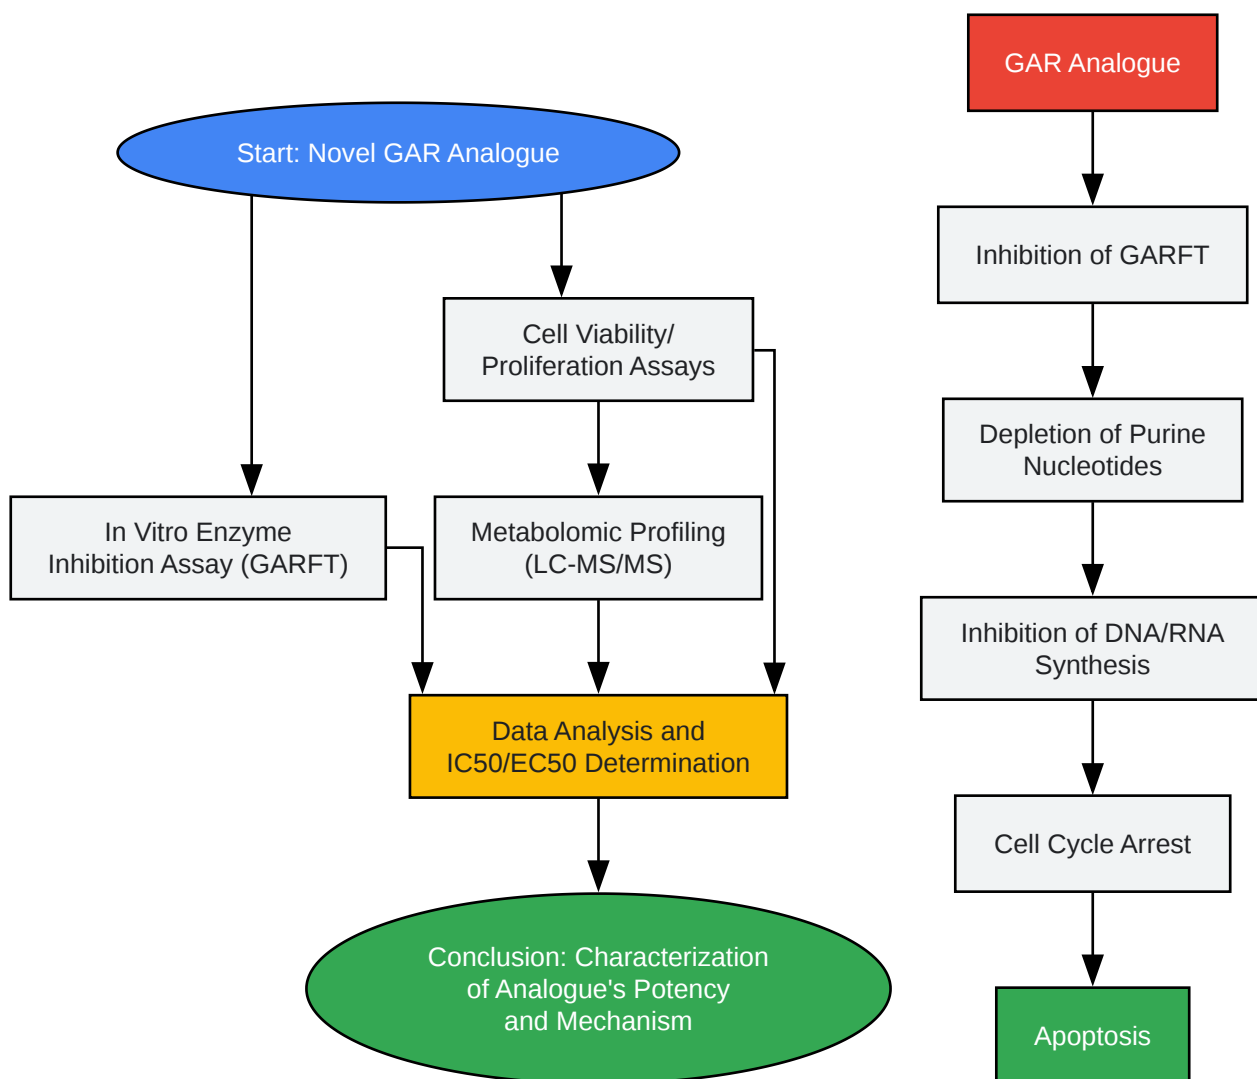 Start: Novel GAR Analogue
Cell Viability/
Proliferation Assays
In Vitro Enzyme
Inhibition Assay (GARFT)
Metabolomic Profiling
(LC-MS/MS)
Data Analysis and
IC50/EC50 Determination
Conclusion: Characterization
of Analogue's Potency
and Mechanism
GAR Analogue
Inhibition of GARFT
Depletion of Purine
Nucleotides
Inhibition of DNA/RNA
Synthesis
Cell Cycle Arrest
Apoptosis